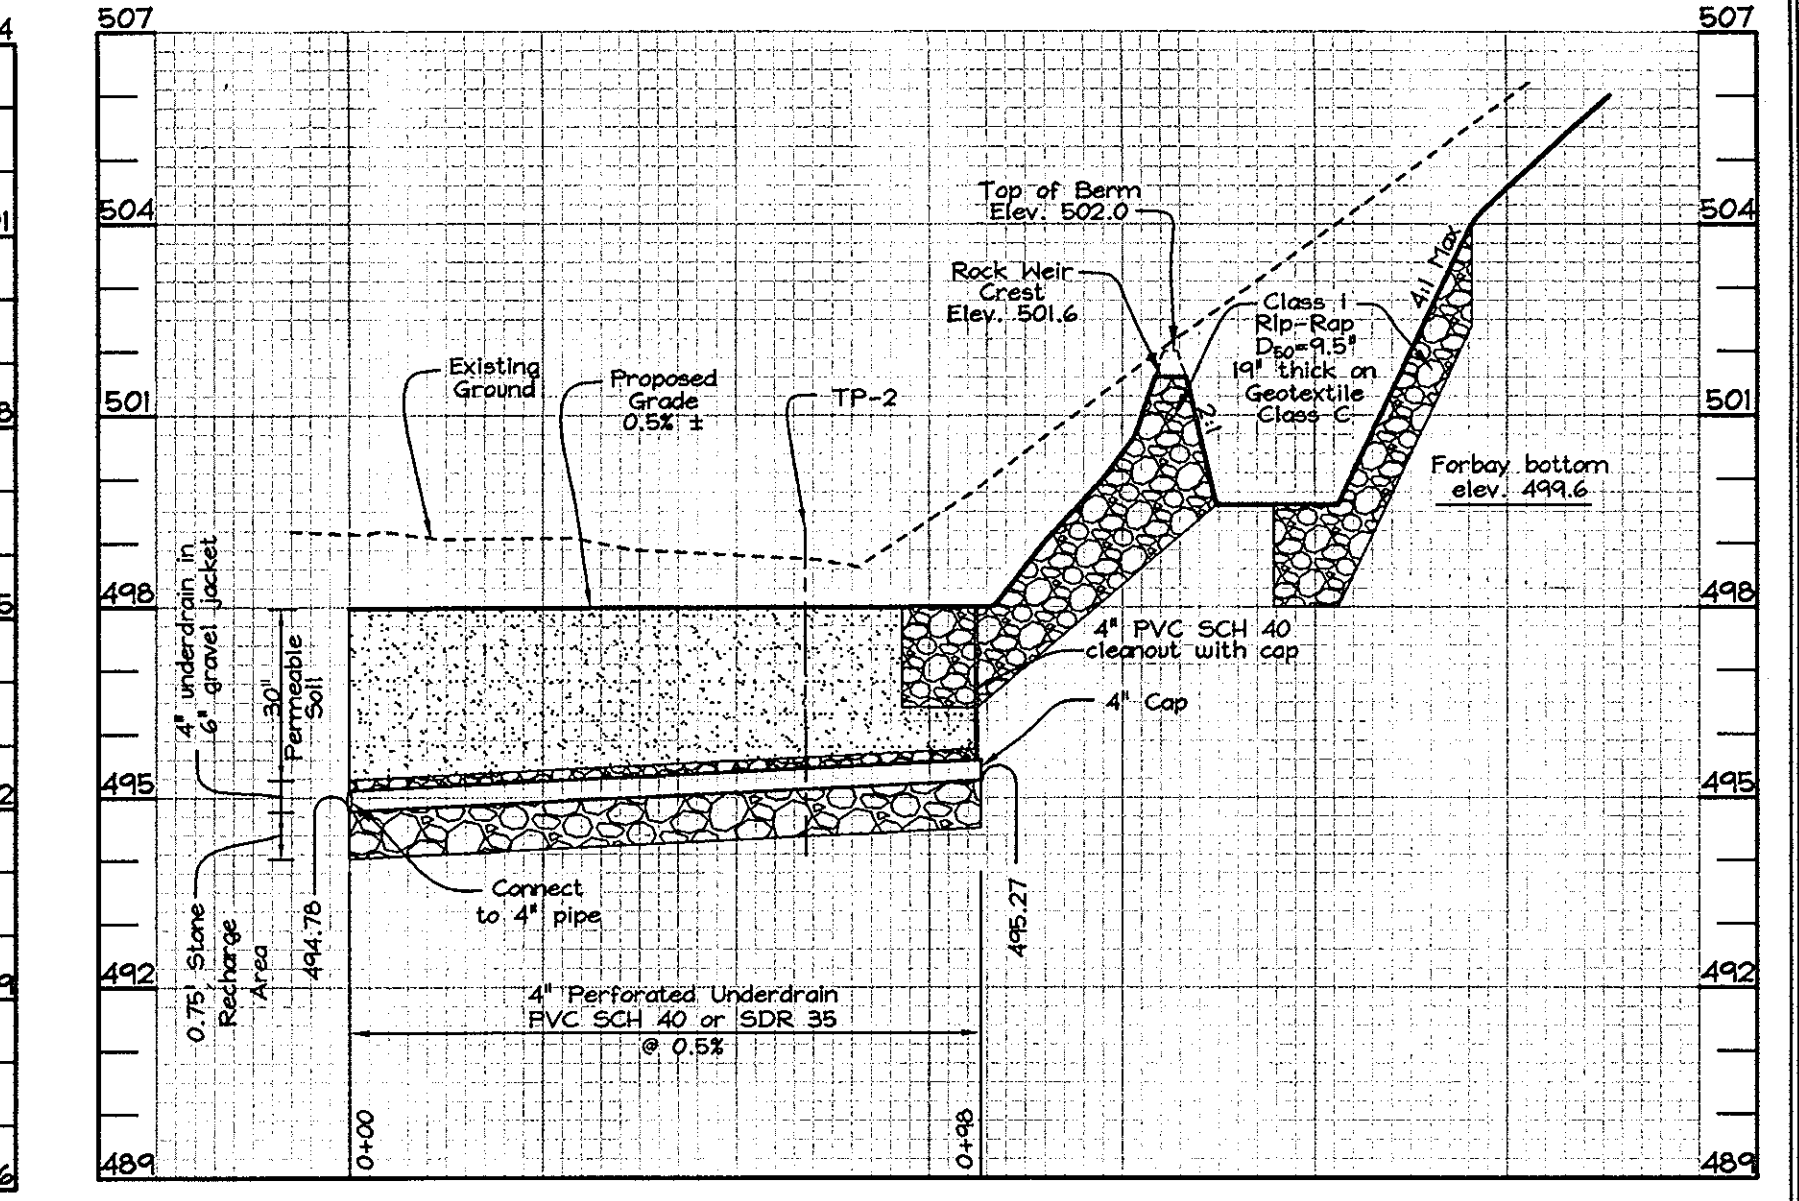 507
507
Top of Berm
Elev. 502.0
504
504
4:1 Max
Rock Weir
Crest
Elev. 501.6
Class I
Rip-Rap
D50=9.5"
19" thick on
Geotextile
Class C
2:1
Existing
Ground
Proposed
Grade
0.5% ±
TP-2
501
501
Forbay bottom
elev. 499.6
498
498
4" underdrain in
6" gravel jacket
30"
Permeable
Soil
4" PVC SCH 40
cleanout with cap
4" Cap
495
495
Connect
to 4" pipe
0.75' Stone
Recharge
Area
494.78
495.27
492
492
4" Perforated Underdrain
PVC SCH 40 or SDR 35
@ 0.5%
0+00
0+98
489
489